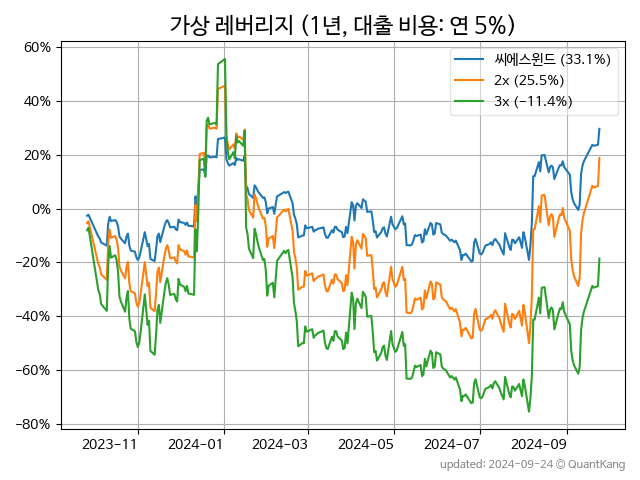 가상 레버리지 (1년, 대출 비용: 연 5%)
60%
40%
20%
0%
−20%
−40%
−60%
−80%
씨에스윈드 (33.1%)
2x (25.5%)
3x (−11.4%)
2023-11
2024-01
2024-03
2024-05
2024-07
2024-09
updated: 2024-09-24 @ QuantKang